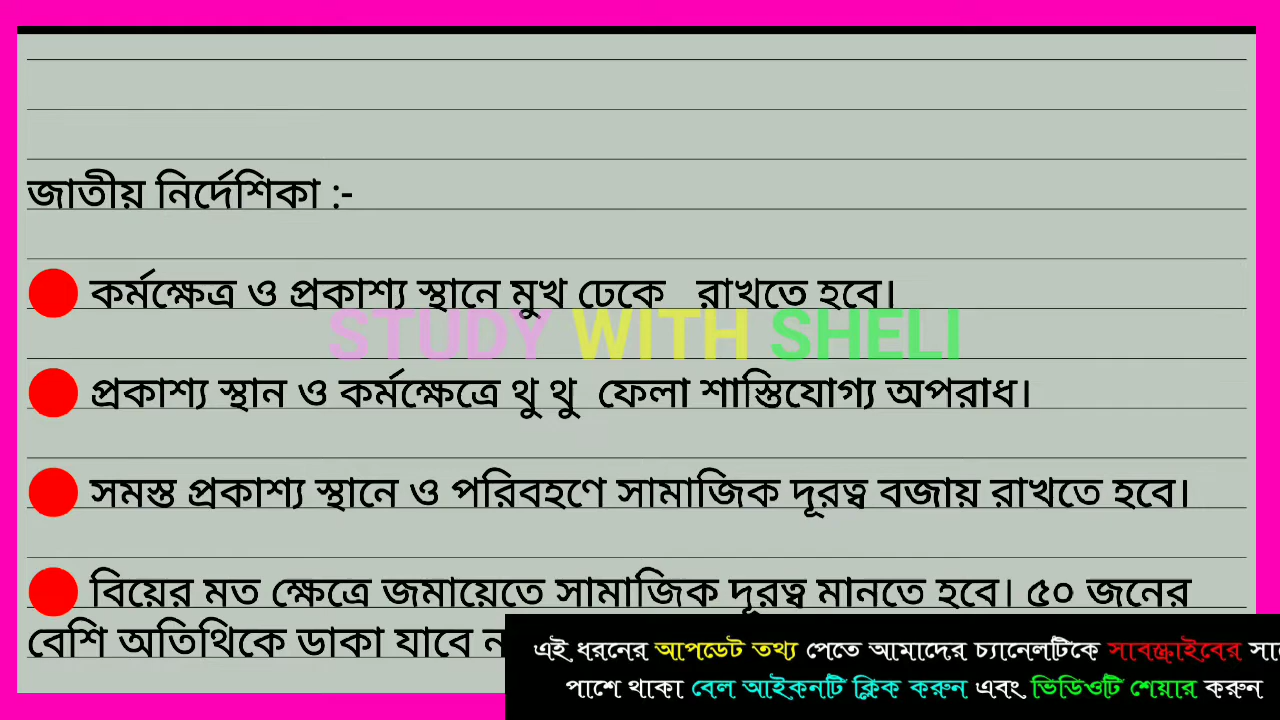 জাতীয় নির্দেশিকা :-
কর্মক্ষেত্র ও প্রকাশ্য স্থানে মুখ ঢেকে রাখতে হবে।
STUDY WITH SHELI
প্রকাশ্য স্থান ও কর্মক্ষেত্রে থু থু ফেলা শাস্তিযোগ্য অপরাধ।
সমস্ত প্রকাশ্য স্থানে ও পরিবহণে সামাজিক দূরত্ব বজায় রাখতে হবে।
বিয়ের মত ক্ষেত্রে জমায়েতে সামাজিক দূরত্ব মানতে হবে। ৫০ জনের
বেশি অতিথিকে ডাকা যাবে
এই ধরনের আপডেট তথ্য পেতে আমাদের চ্যানেলটিকে সাবস্ক্রাইবের
পাশে থাকা বেল আইকনটি ক্লিক করুন এবং ভিডিওটি শেয়ার করুন